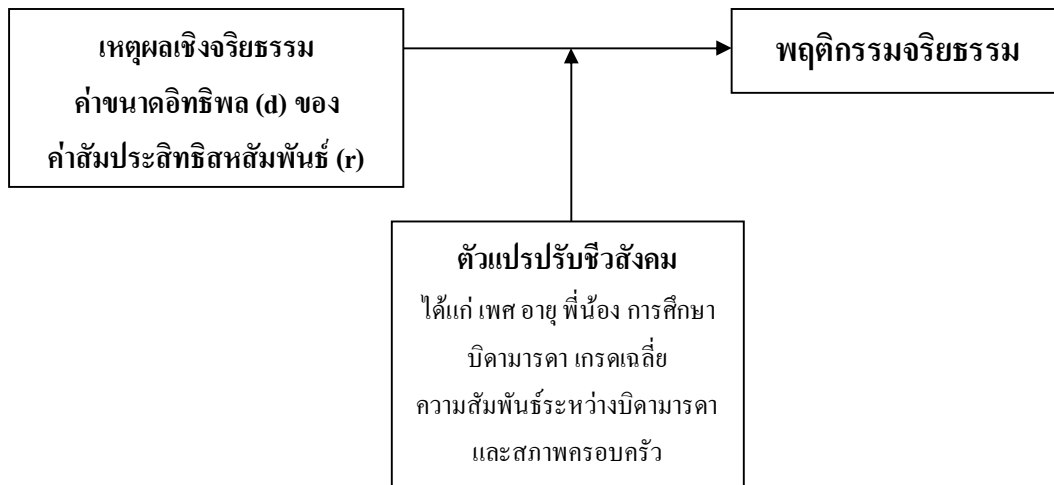 เหตุผลเชิงจริยธรรม
ค่าขนาดอิทธิพล (d) ของ
ค่าสัมประสิทธิสหสัมพันธ์ (r)
พฤติกรรมจริยธรรม
ตัวแปรปรับชีวสังคม
ได้แก่ เพศ อายุ พี่น้อง การศึกษา
บิดามารดา เกรดเฉลี่ย
ความสัมพันธ์ระหว่างบิดามารดา
และสภาพครอบครัว